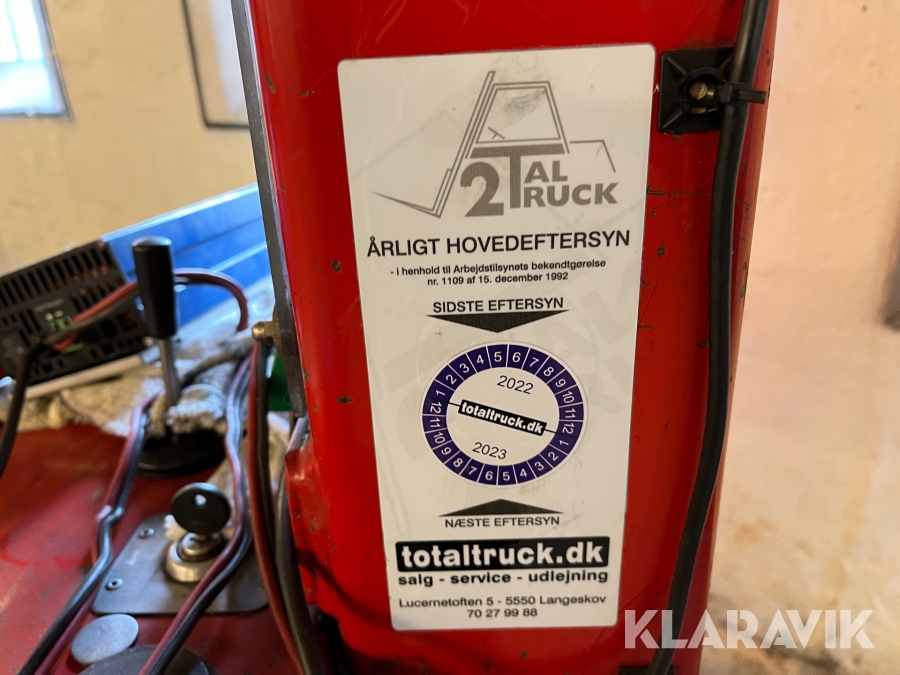 2TAL
TRUCK
ÅRLIGT HOVEDEFTERSYN
- i henhold til Arbejdstilsynets bekendtgørelse
nr. 1109 af 15. december 1992
SIDSTE EFTERSYN
1 2 3 4 5 6 7 8 9 10 11 12
2022
totaltruck.dk
2023
12 11 10 9 8 7 6 5 4 3 2 1
NÆSTE EFTERSYN
totaltruck.dk
salg - service - udlejning
Lucernetoften 5 - 5550 Langeskov
70 27 99 88
KLARAVIK